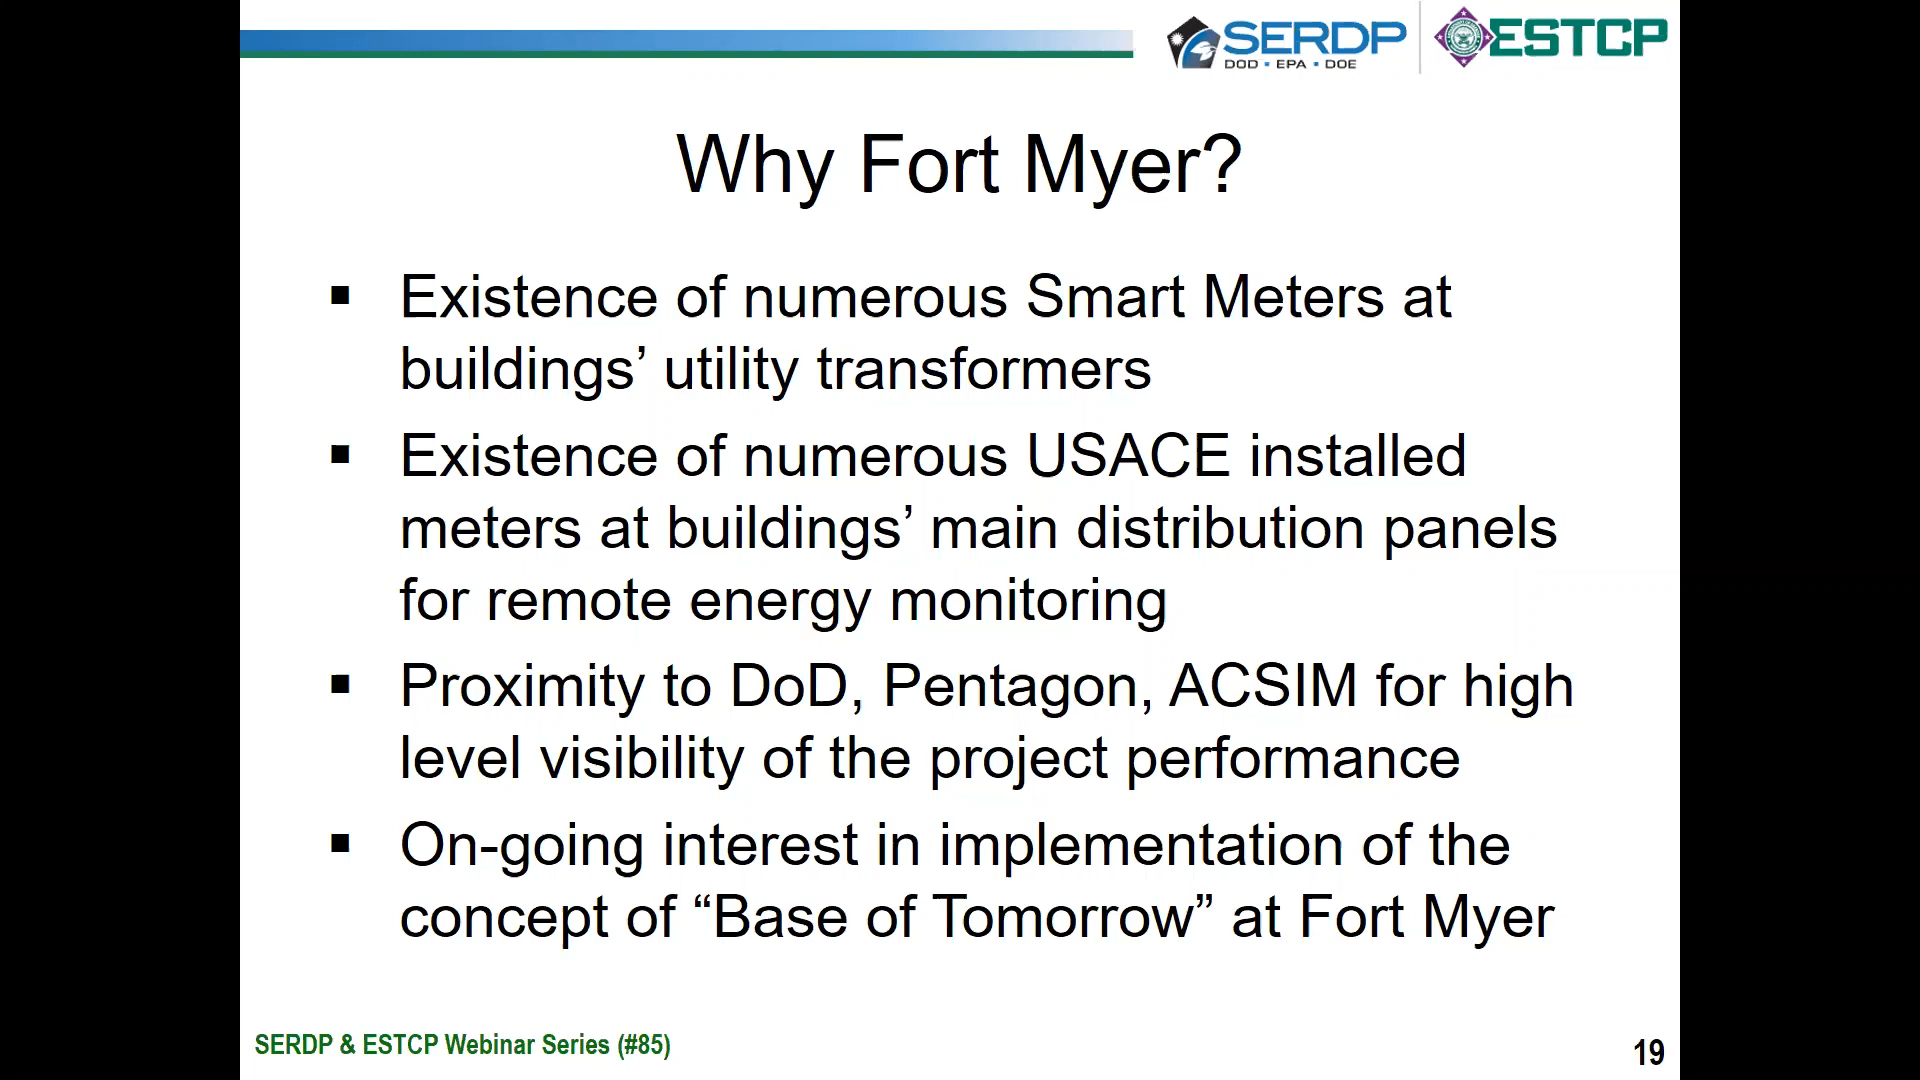 SERDP
DOD • EPA • DOE
ESTCP
Why Fort Myer?
▪ Existence of numerous Smart Meters at
buildings’ utility transformers
▪ Existence of numerous USACE installed
meters at buildings’ main distribution panels
for remote energy monitoring
▪ Proximity to DoD, Pentagon, ACSIM for high
level visibility of the project performance
▪ On-going interest in implementation of the
concept of “Base of Tomorrow” at Fort Myer
SERDP & ESTCP Webinar Series (#85)
19